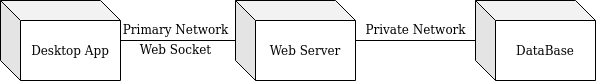 Desktop App
Primary Network
Web Socket
Web Server
Private Network
DataBase